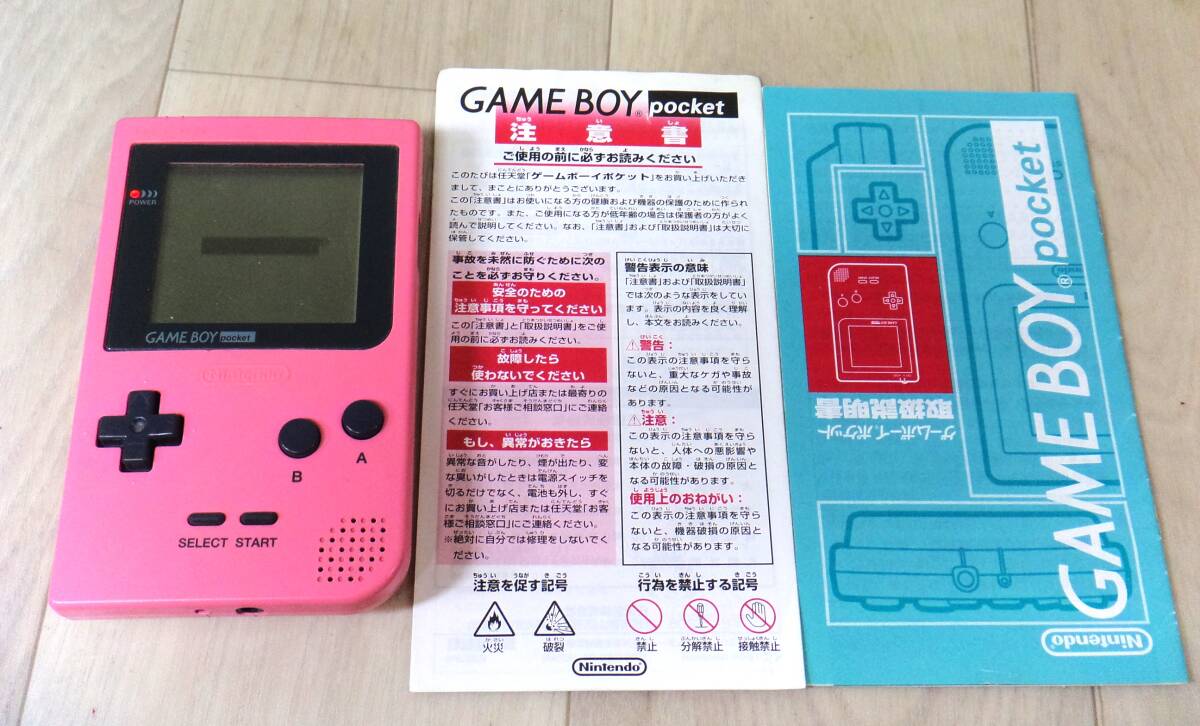 POWER
GAME BOY pocket
Nintendo
B
A
SELECT START
GAME BOY® pocket
注意書
ご使用の前に必ずお読みください
このたびは任天堂「ゲームボーイポケット」をお買い上げいただき
まして、まことにありがとうございます。
この「注意書」はお使いになる方の健康および機器の保護のために作られ
たものです。また、ご使用になる方が低年齢の場合は保護者の方がよく
読んで説明してください。なお、「注意書」および「取扱説明書」は大切に
保管してください。
事故を未然に防ぐために次の
ことを必ずお守りください。
安全のための
注意事項を守ってください
この「注意書」と「取扱説明書」をご使
用の前に必ずお読みください。
故障したら
使わないでください
すぐにお買い上げ店または最寄りの
任天堂「お客様ご相談窓口」にご連絡
ください。
もし、異常がおきたら
異常な音がしたり、煙が出たり、変
な臭いがしたときは電源スイッチを
切るだけでなく、電池も外し、すぐ
にお買い上げ店または任天堂「お客
様ご相談窓口」にご連絡ください。
※絶対に自分では修理をしないでく
ださい。
警告表示の意味
「注意書」および「取扱説明書」
では次のような表示をしてい
ます。表示の内容を良く理解
し、本文をお読みください。
⚠警告：
この表示の注意事項を守ら
ないと、重大なケガや事故
などの原因となる可能性が
あります。
⚠注意：
この表示の注意事項を守ら
ないと、人体への悪影響や
本体の故障・破損の原因と
なる可能性があります。
使用上のおねがい：
この表示の注意事項を守ら
ないと、機器破損の原因と
なる可能性があります。
注意を促す記号
火災
破裂
行為を禁止する記号
禁止
分解禁止
接触禁止
Nintendo
GAME BOY® pocket
取扱説明書
ゲームボーイポケット
Nintendo